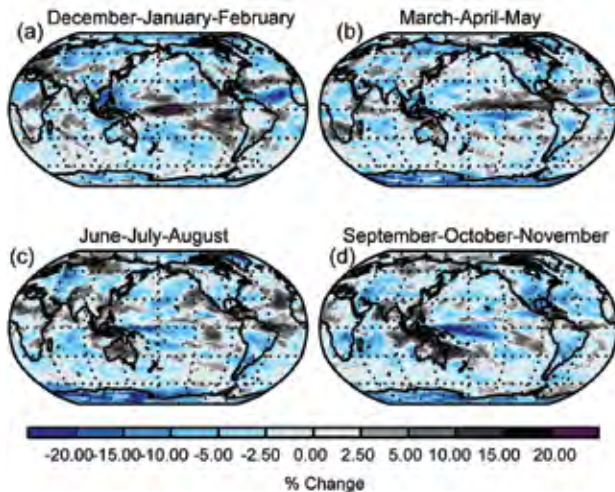 December-January-February
March-April-May
(a)
(b)
June-July-August
September-October-November
(c)
(d)
-20.00-15.00-10.00 -5.00 -2.50 0.00 2.50 5.00 10.00 15.00 20.00
% Change